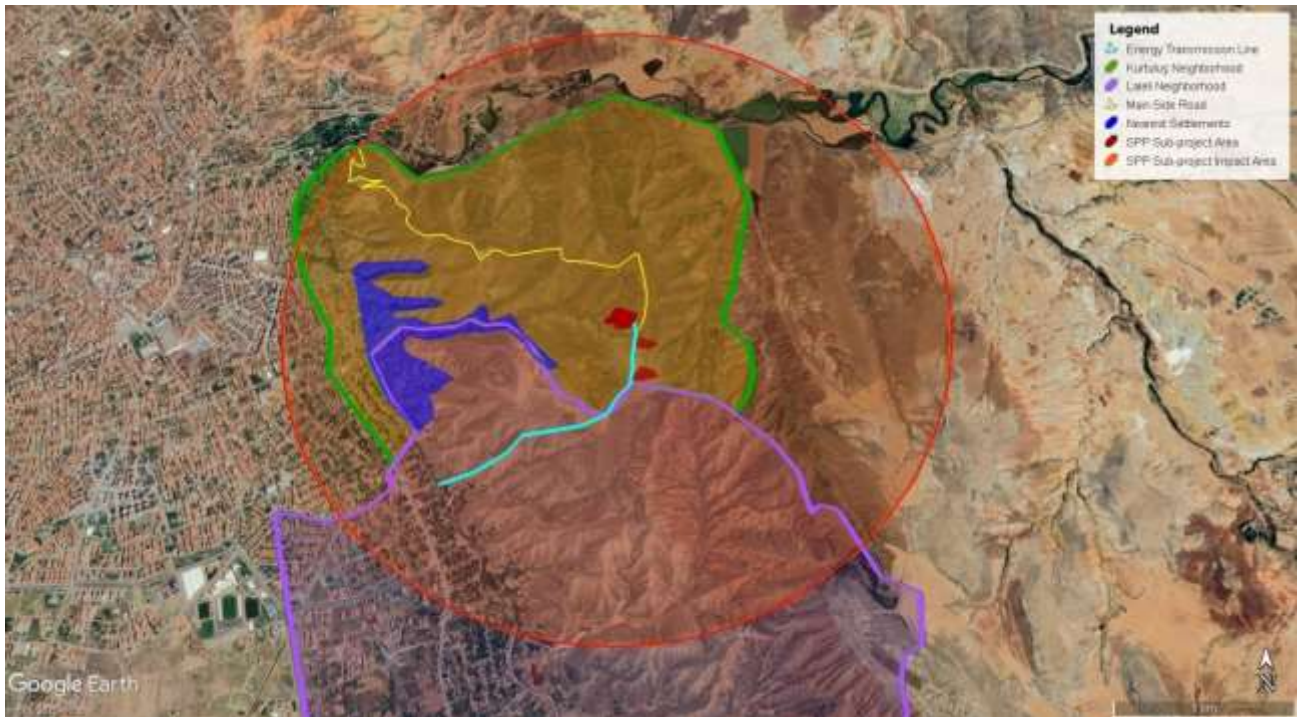 Legend
Energy Transmission Line
Kurtuluş Neighborhood
Laleli Neighborhood
Main Side Road
Nearest Settlements
SPP Sub-project Area
SPP Sub-project Impact Area
Google Earth
N